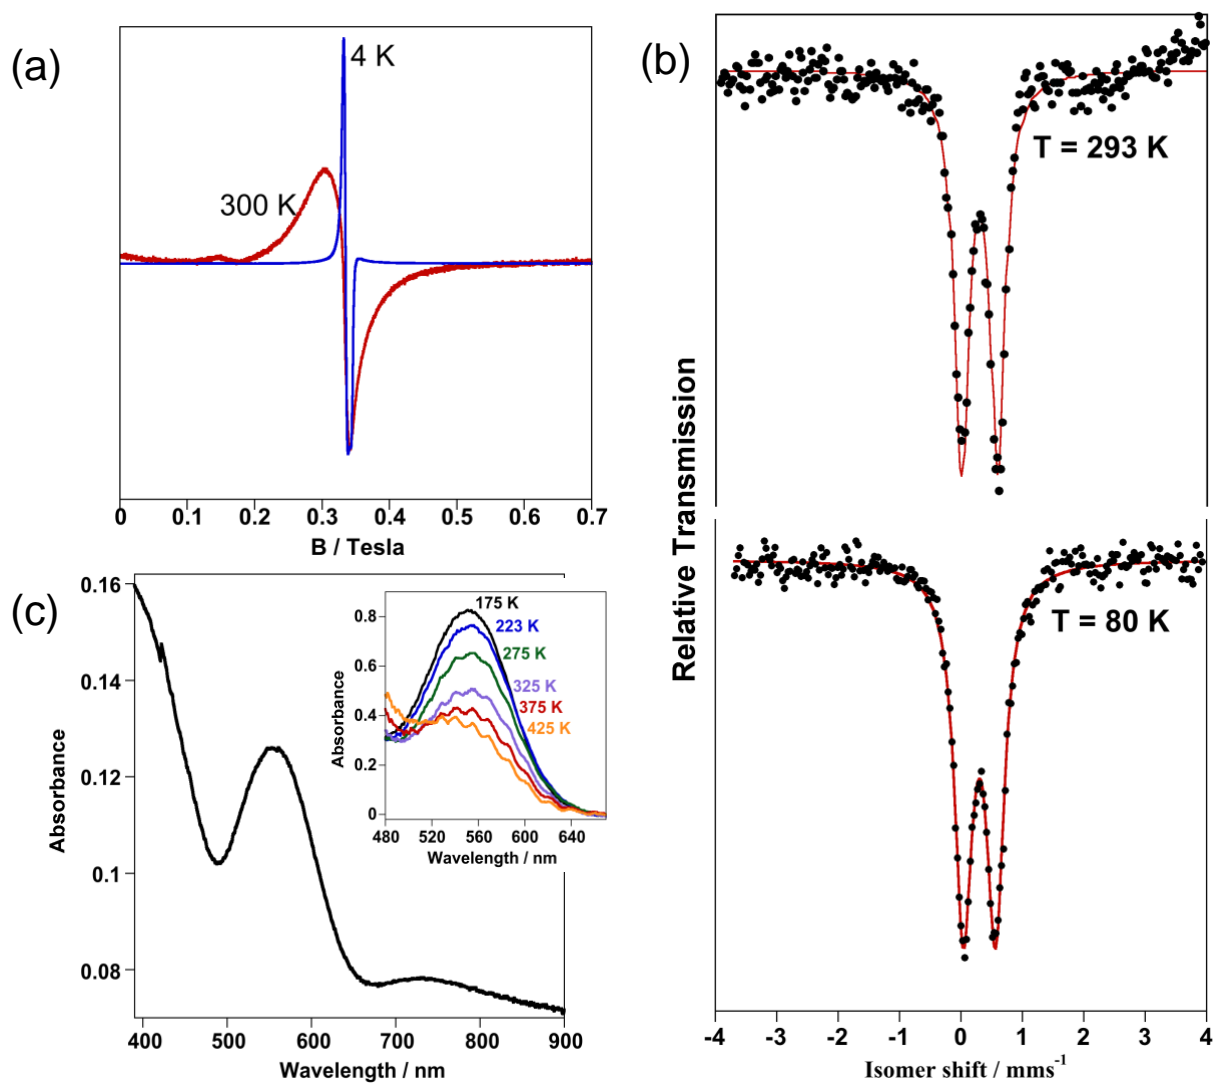 (a)
4 K
300 K
0 0.1 0.2 0.3 0.4 0.5 0.6 0.7
B / Tesla
(b)
T = 293 K
T = 80 K
Relative Transmission
-4 -3 -2 -1 0 1 2 3 4
Isomer shift / mms-1
(c)
0.16
0.14
0.12
0.1
0.08
Absorbance
400 500 600 700 800 900
Wavelength / nm
0.8
0.6
0.4
0.2
0
Absorbance
175 K
223 K
275 K
325 K
375 K
425 K
480 520 560 600 640
Wavelength / nm